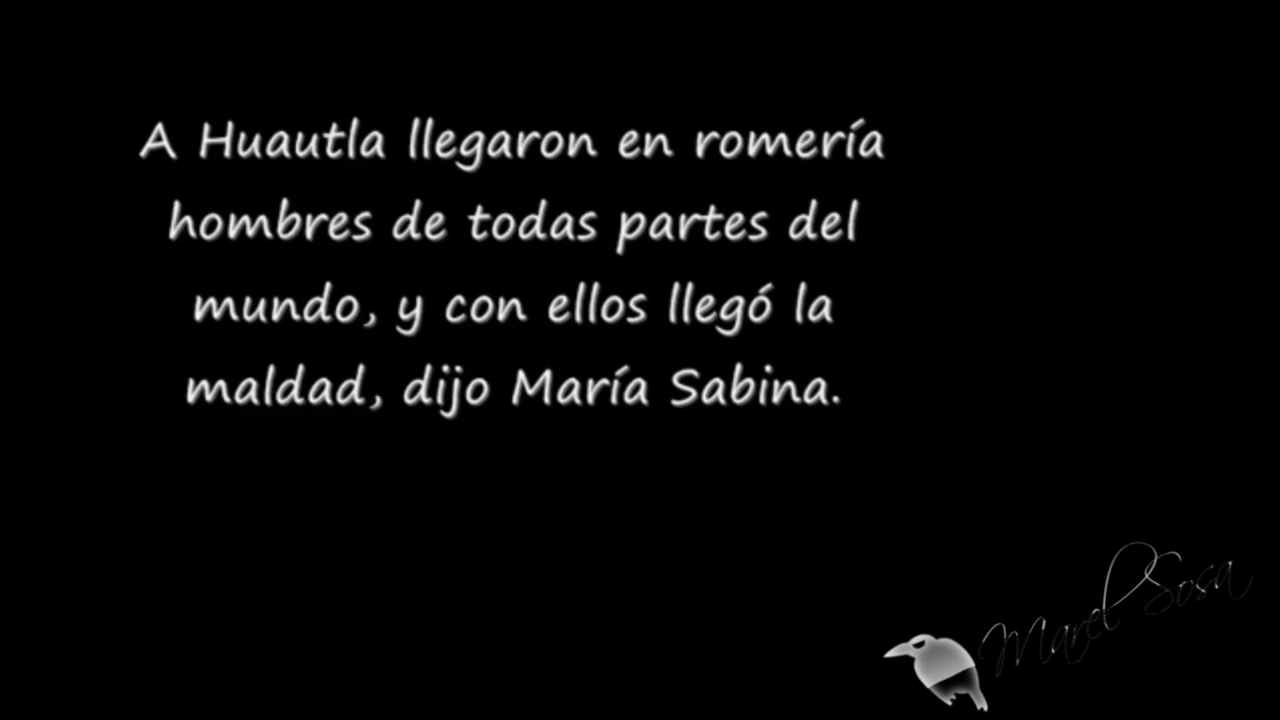 A Huautla llegaron en romería
hombres de todas partes del
mundo, y con ellos llegó la
maldad, dijo María Sabina.
Marel Sosa